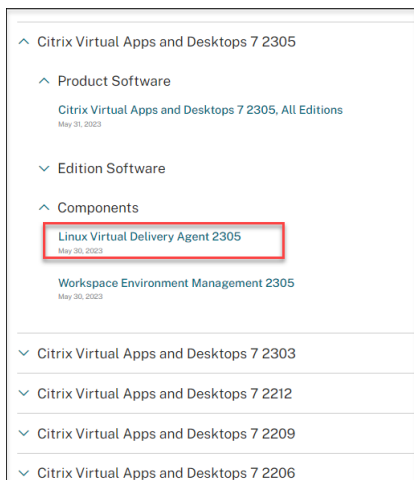 Citrix Virtual Apps and Desktops 7 2305
Product Software
Citrix Virtual Apps and Desktops 7 2305, All Editions
May 31, 2023
Edition Software
Components
Linux Virtual Delivery Agent 2305
May 30, 2023
Workspace Environment Management 2305
May 30, 2023
Citrix Virtual Apps and Desktops 7 2303
Citrix Virtual Apps and Desktops 7 2212
Citrix Virtual Apps and Desktops 7 2209
Citrix Virtual Apps and Desktops 7 2206